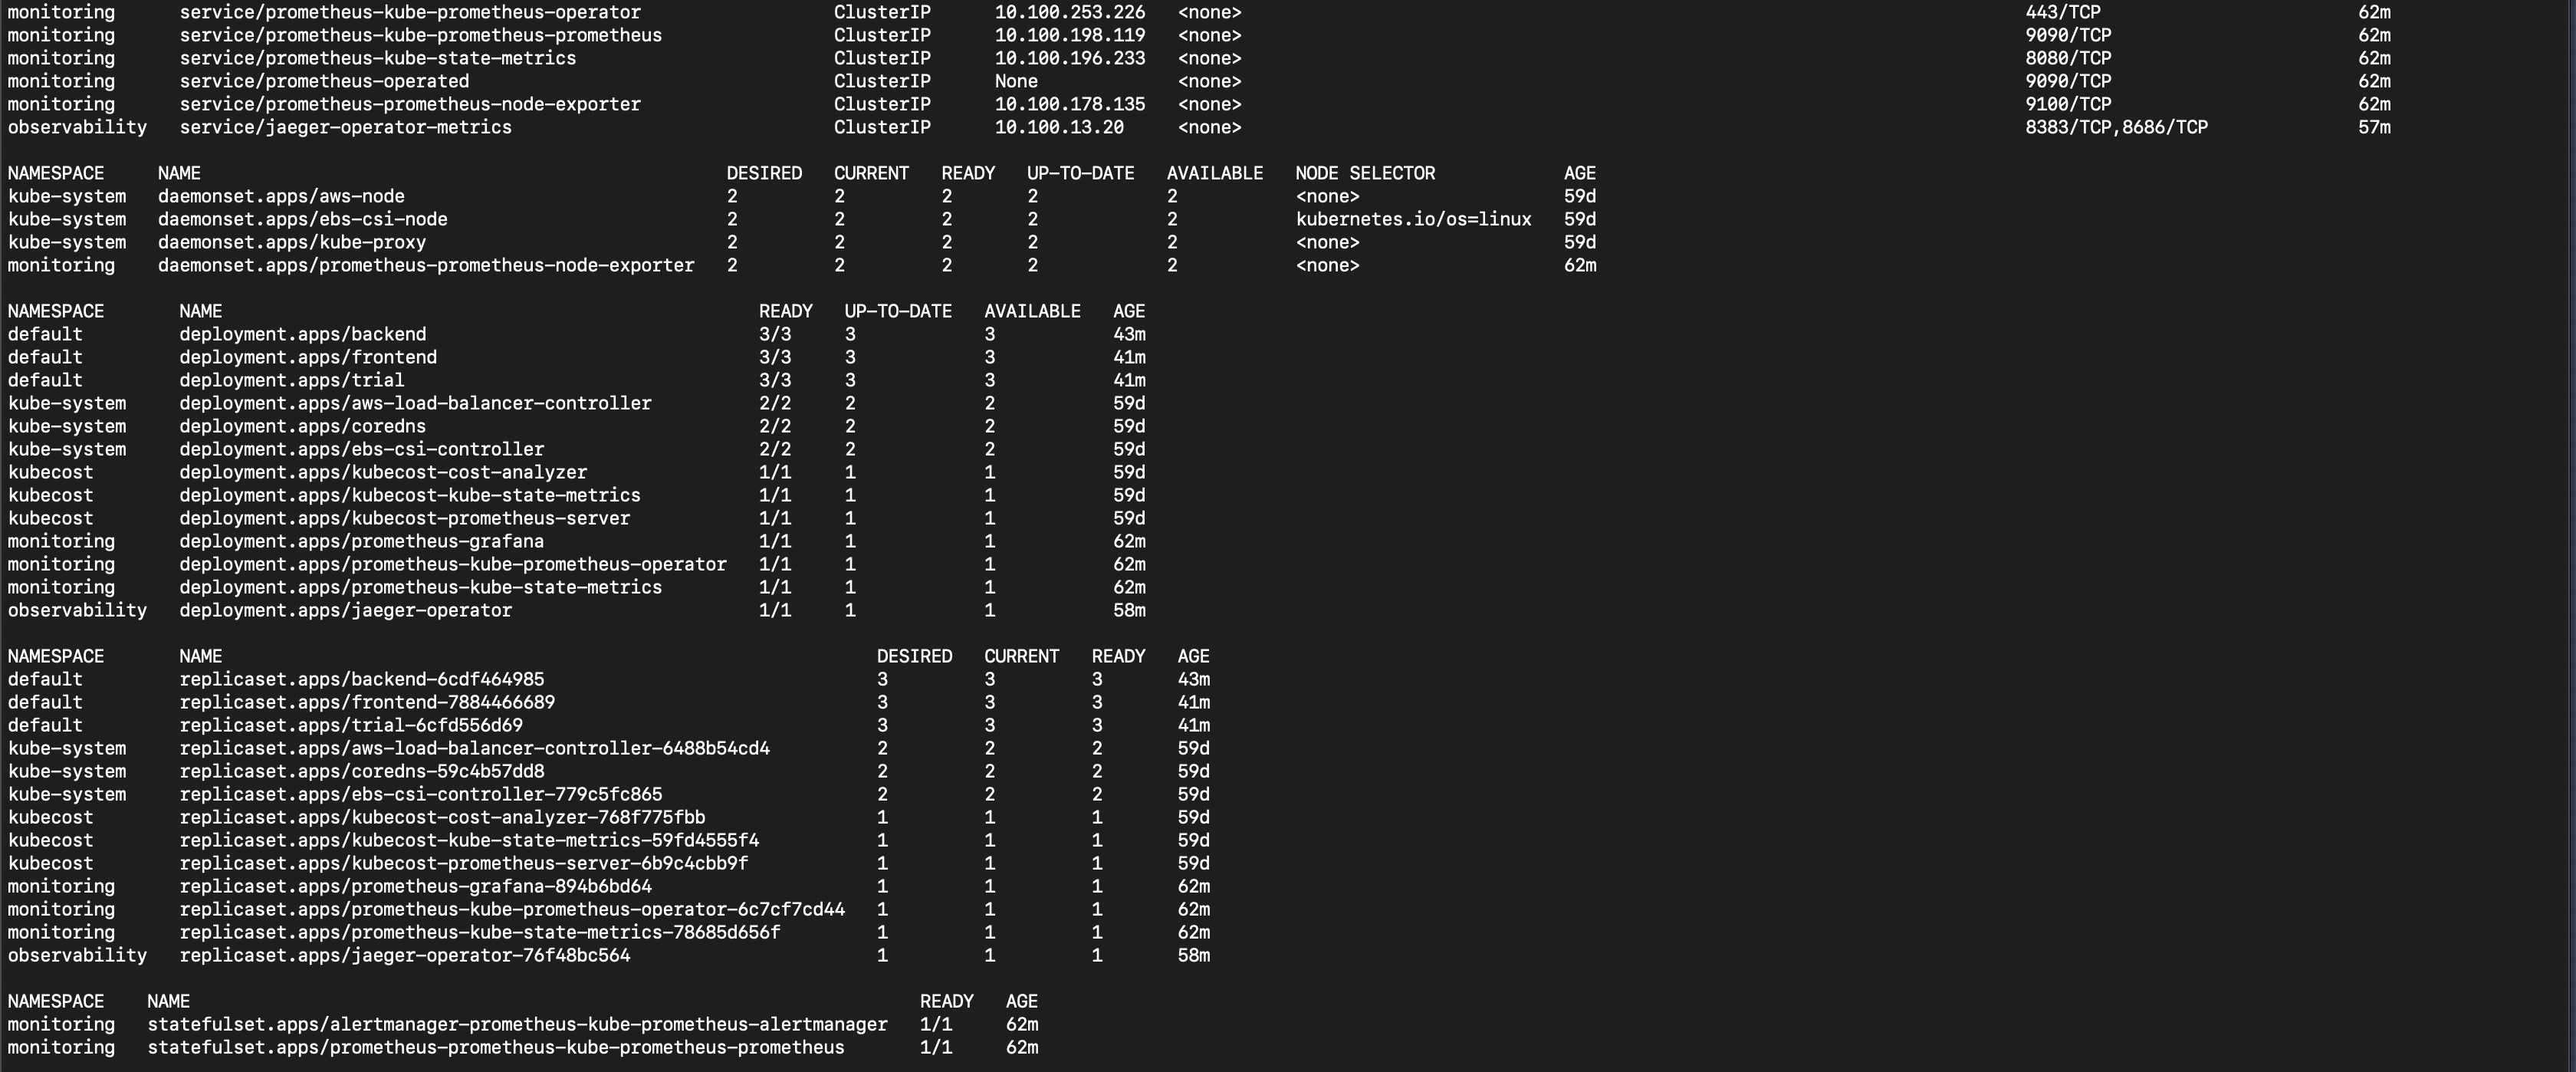 monitoring service/prometheus-kube-prometheus-operator ClusterIP 10.100.253.226 <none> 443/TCP 62m
monitoring service/prometheus-kube-prometheus-prometheus ClusterIP 10.100.198.119 <none> 9090/TCP 62m
monitoring service/prometheus-kube-state-metrics ClusterIP 10.100.196.233 <none> 8080/TCP 62m
monitoring service/prometheus-operated ClusterIP None <none> 9090/TCP 62m
monitoring service/prometheus-prometheus-node-exporter ClusterIP 10.100.178.135 <none> 9100/TCP 62m
observability service/jaeger-operator-metrics ClusterIP 10.100.13.20 <none> 8383/TCP,8686/TCP 57m
NAMESPACE NAME DESIRED CURRENT READY UP-TO-DATE AVAILABLE NODE SELECTOR AGE
kube-system daemonset.apps/aws-node 2 2 2 2 2 <none> 59d
kube-system daemonset.apps/ebs-csi-node 2 2 2 2 2 kubernetes.io/os=linux 59d
kube-system daemonset.apps/kube-proxy 2 2 2 2 2 <none> 59d
monitoring daemonset.apps/prometheus-prometheus-node-exporter 2 2 2 2 2 <none> 62m
NAMESPACE NAME READY UP-TO-DATE AVAILABLE AGE
default deployment.apps/backend 3/3 3 3 43m
default deployment.apps/frontend 3/3 3 3 41m
default deployment.apps/trial 3/3 3 3 41m
kube-system deployment.apps/aws-load-balancer-controller 2/2 2 2 59d
kube-system deployment.apps/coredns 2/2 2 2 59d
kube-system deployment.apps/ebs-csi-controller 2/2 2 2 59d
kubecost deployment.apps/kubecost-cost-analyzer 1/1 1 1 59d
kubecost deployment.apps/kubecost-kube-state-metrics 1/1 1 1 59d
kubecost deployment.apps/kubecost-prometheus-server 1/1 1 1 59d
monitoring deployment.apps/prometheus-grafana 1/1 1 1 62m
monitoring deployment.apps/prometheus-kube-prometheus-operator 1/1 1 1 62m
monitoring deployment.apps/prometheus-kube-state-metrics 1/1 1 1 62m
observability deployment.apps/jaeger-operator 1/1 1 1 58m
NAMESPACE NAME DESIRED CURRENT READY AGE
default replicaset.apps/backend-6cdf464985 3 3 3 43m
default replicaset.apps/frontend-7884466689 3 3 3 41m
default replicaset.apps/trial-6cfd556d69 3 3 3 41m
kube-system replicaset.apps/aws-load-balancer-controller-6488b54cd4 2 2 2 59d
kube-system replicaset.apps/coredns-59c4b57dd8 2 2 2 59d
kube-system replicaset.apps/ebs-csi-controller-779c5fc865 2 2 2 59d
kubecost replicaset.apps/kubecost-cost-analyzer-768f775fbb 1 1 1 59d
kubecost replicaset.apps/kubecost-kube-state-metrics-59fd4555f4 1 1 1 59d
kubecost replicaset.apps/kubecost-prometheus-server-6b9c4cbb9f 1 1 1 59d
monitoring replicaset.apps/prometheus-grafana-894b6bd64 1 1 1 62m
monitoring replicaset.apps/prometheus-kube-prometheus-operator-6c7cf7cd44 1 1 1 62m
monitoring replicaset.apps/prometheus-kube-state-metrics-78685d656f 1 1 1 62m
observability replicaset.apps/jaeger-operator-76f48bc564 1 1 1 58m
NAMESPACE NAME READY AGE
monitoring statefulset.apps/alertmanager-prometheus-kube-prometheus-alertmanager 1/1 62m
monitoring statefulset.apps/prometheus-prometheus-kube-prometheus-prometheus 1/1 62m